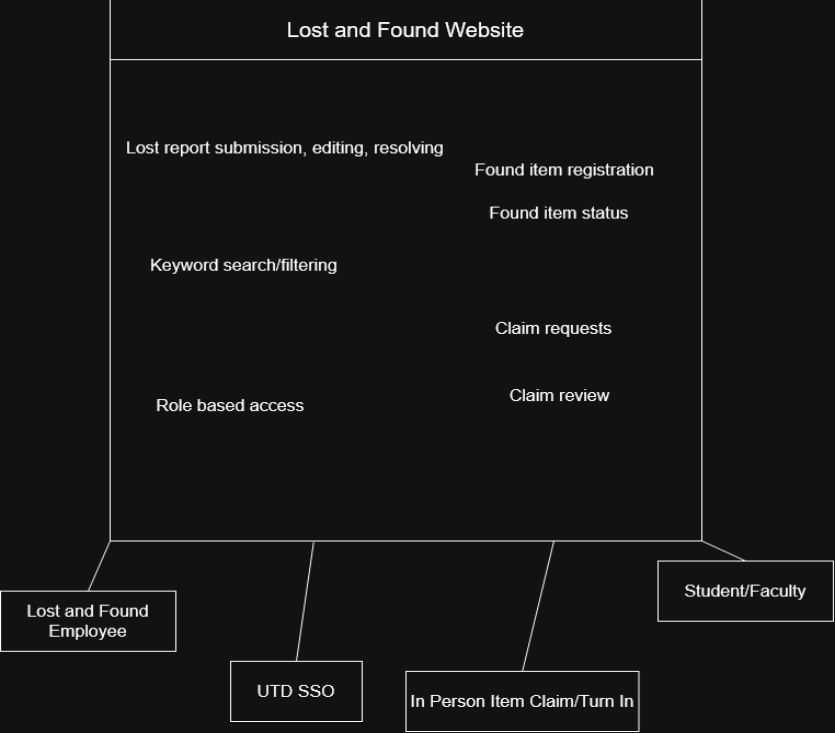 Lost and Found Website
Lost report submission, editing, resolving
Found item registration
Found item status
Keyword search/filtering
Claim requests
Claim review
Role based access
Lost and Found
Employee
UTD SSO
In Person Item Claim/Turn In
Student/Faculty